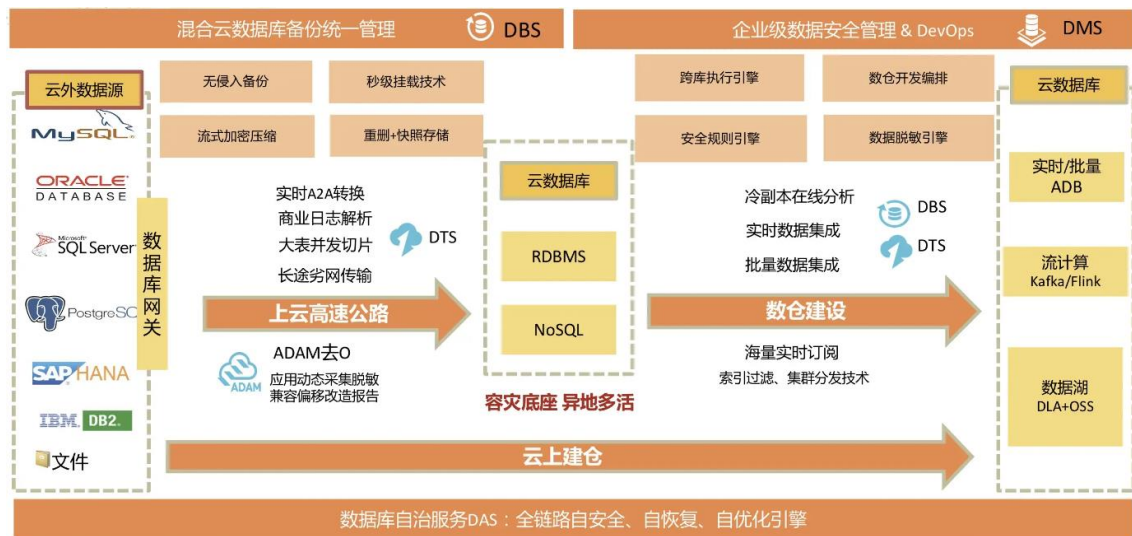 混合云数据库备份统一管理
DBS
企业级数据安全管理 & DevOps
DMS
云外数据源
MySQL
ORACLE
DATABASE
Microsoft
SQL Server
PostgreSQ
SAP HANA
IBM. DB2.
文件
数据库网关
无侵入备份
秒级挂载技术
流式加密压缩
重删+快照存储
实时A2A转换
商业日志解析
大表并发切片
长途劣网传输
DTS
上云高速公路
ADAM
ADAM去O
应用动态采集脱敏
兼容偏移改造报告
云数据库
RDBMS
NoSQL
容灾底座 异地多活
跨库执行引擎
数仓开发编排
安全规则引擎
数据脱敏引擎
冷副本在线分析
实时数据集成
批量数据集成
DBS
DTS
数仓建设
海量实时订阅
索引过滤、集群分发技术
云上建仓
云数据库
实时/批量
ADB
流计算
Kafka/Flink
数据湖
DLA+OSS
数据库自治服务DAS：全链路自安全、自恢复、自优化引擎